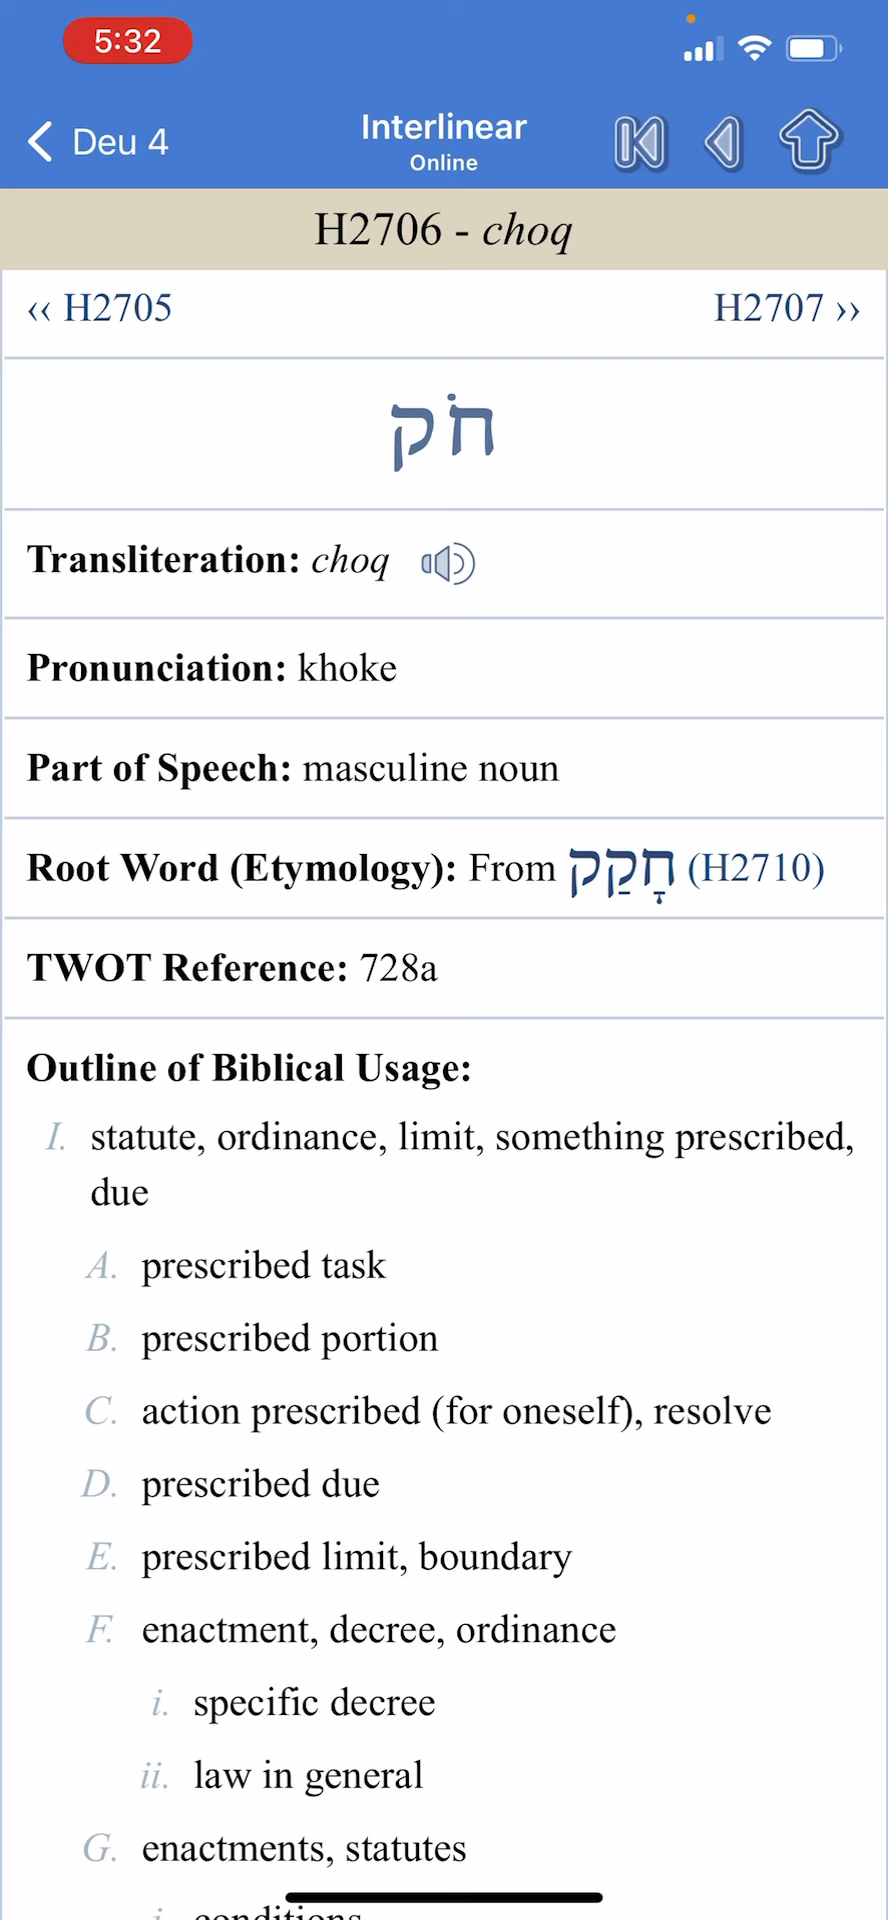 5:32
Deu 4
Interlinear
Online
H2706 - choq
‹‹ H2705
H2707 ››
חֹק
Transliteration: choq
Pronunciation: khoke
Part of Speech: masculine noun
Root Word (Etymology): From חָקַק (H2710)
TWOT Reference: 728a
Outline of Biblical Usage:
I. statute, ordinance, limit, something prescribed,
due
A. prescribed task
B. prescribed portion
C. action prescribed (for oneself), resolve
D. prescribed due
E. prescribed limit, boundary
F. enactment, decree, ordinance
i. specific decree
ii. law in general
G. enactments, statutes
i. conditions